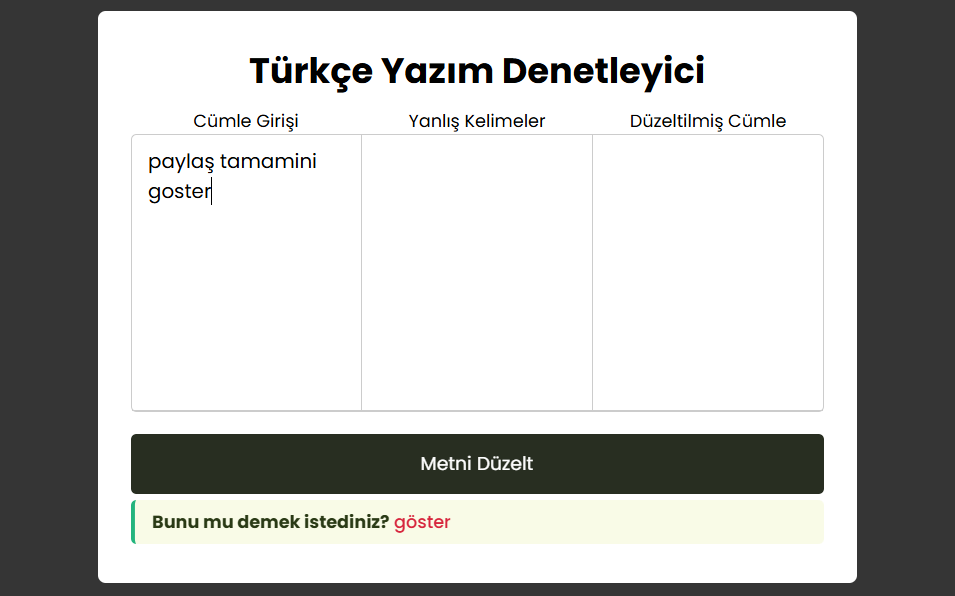 Türkçe Yazım Denetleyici
Cümle Girişi
Yanlış Kelimeler
Düzeltilmiş Cümle
paylaş tamamini
goster
Metni Düzelt
Bunu mu demek istediniz? göster